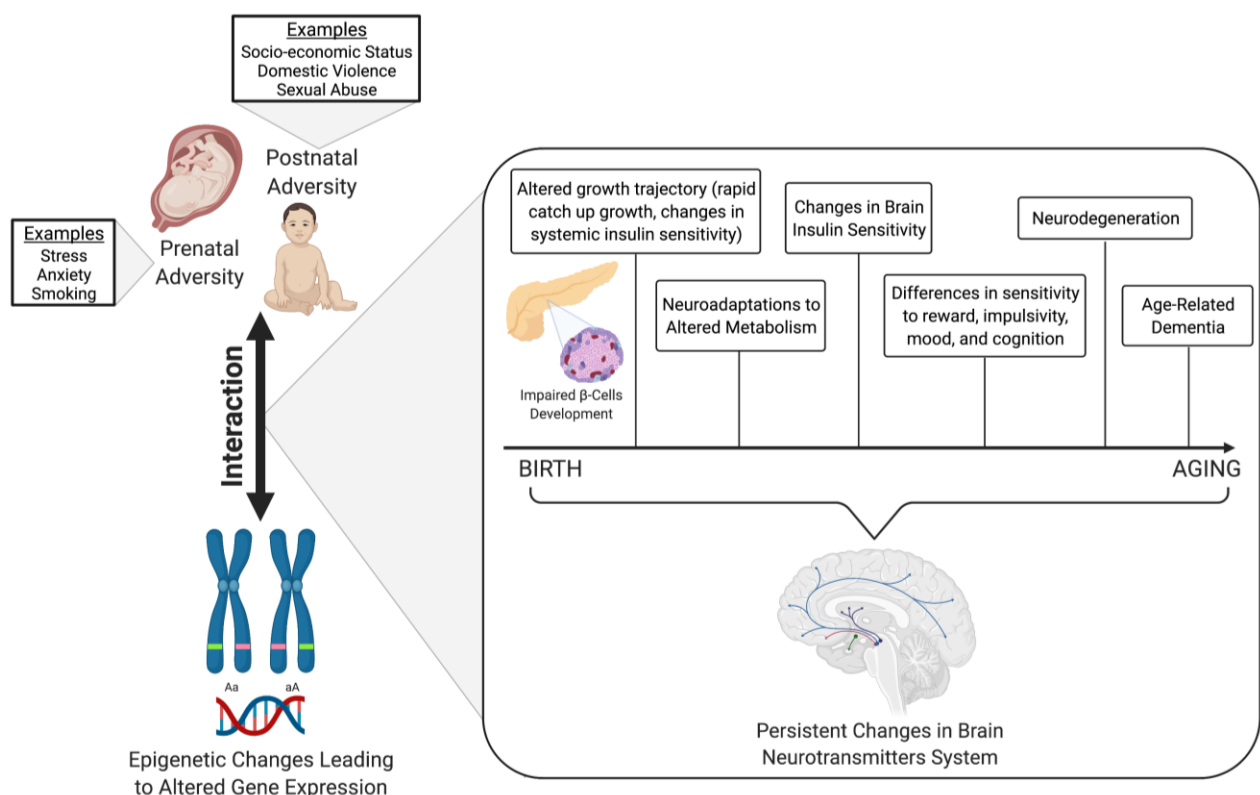 Examples
Socio-economic Status
Domestic Violence
Sexual Abuse
Postnatal
Adversity
Examples
Stress
Anxiety
Smoking
Prenatal
Adversity
Interaction
Aa
aA
Epigenetic Changes Leading
to Altered Gene Expression
Altered growth trajectory (rapid
catch up growth, changes in
systemic insulin sensitivity)
Impaired β-Cells
Development
Neuroadaptations to
Altered Metabolism
Changes in Brain
Insulin Sensitivity
Differences in sensitivity
to reward, impulsivity,
mood, and cognition
Neurodegeneration
Age-Related
Dementia
BIRTH
AGING
Persistent Changes in Brain
Neurotransmitters System